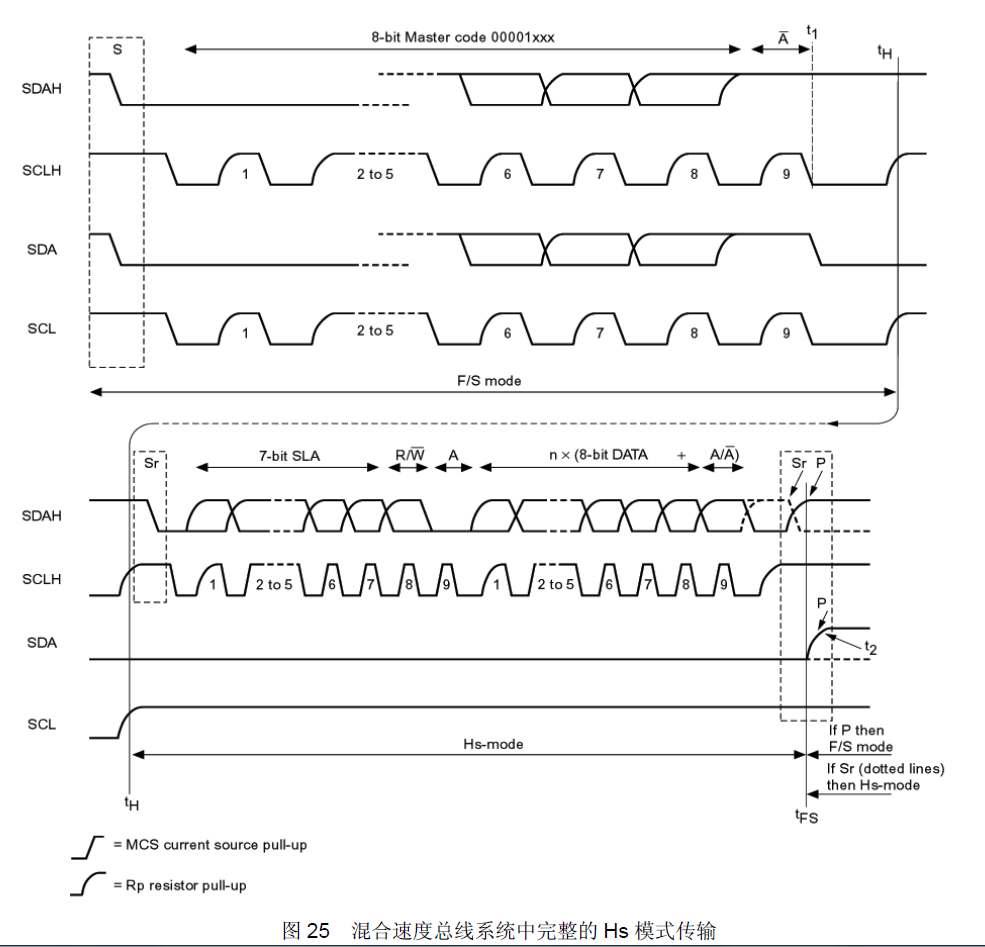 S
8-bit Master code 00001xxx
A̅
t1
tH
SDAH
SCLH
1
2 to 5
6
7
8
9
SDA
SCL
1
2 to 5
6
7
8
9
F/S mode
Sr
7-bit SLA
R/W̅
A
n × (8-bit DATA
+
A/A̅)
Sr
P
SDAH
SCLH
1
2 to 5
6
7
8
9
1
2 to 5
6
7
8
9
SDA
P
t2
SCL
If P then
F/S mode
Hs-mode
If Sr (dotted lines)
then Hs-mode
tH
tFS
= MCS current source pull-up
= Rp resistor pull-up
图 25 混合速度总线系统中完整的 Hs 模式传输